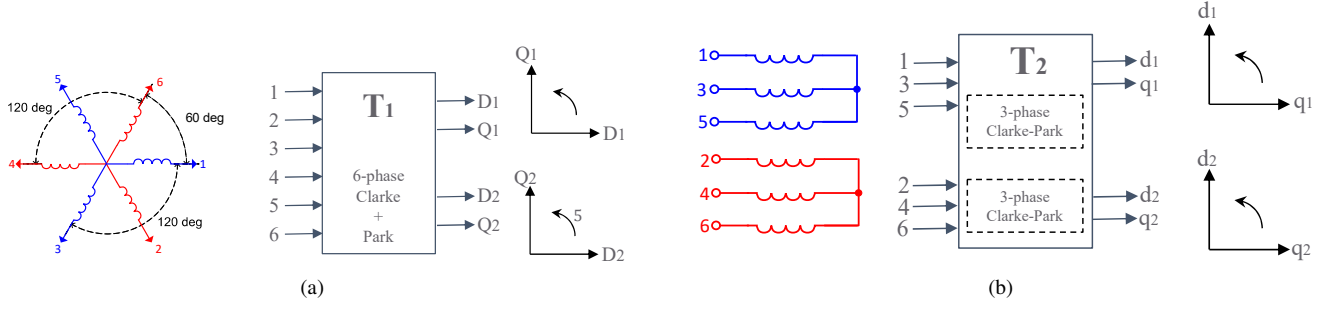 5
6
120 deg
60 deg
4
1
120 deg
3
2
1
2
3
4
5
6
T1
6-phase
Clarke
+
Park
D1
Q1
D2
Q2
Q1
D1
Q2
5
D2
(a)
1
3
5
2
4
6
1
3
5
2
4
6
T2
3-phase
Clarke-Park
3-phase
Clarke-Park
d1
q1
d2
q2
d1
q1
d2
q2
(b)